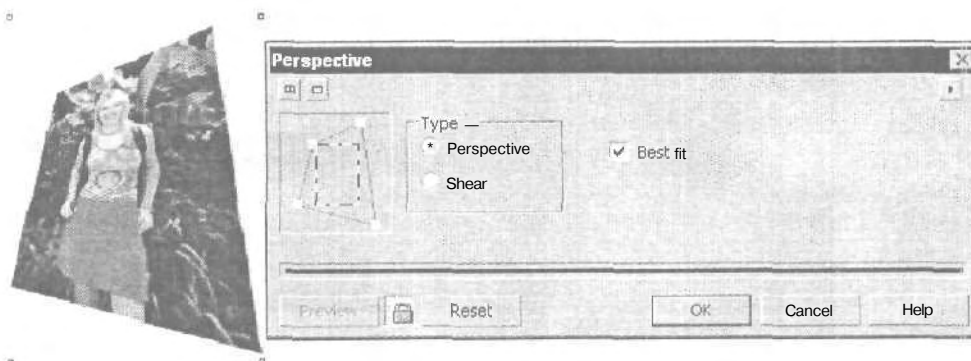 Perspective
Type
Perspective
Shear
Best fit
Preview
Reset
OK
Cancel
Help